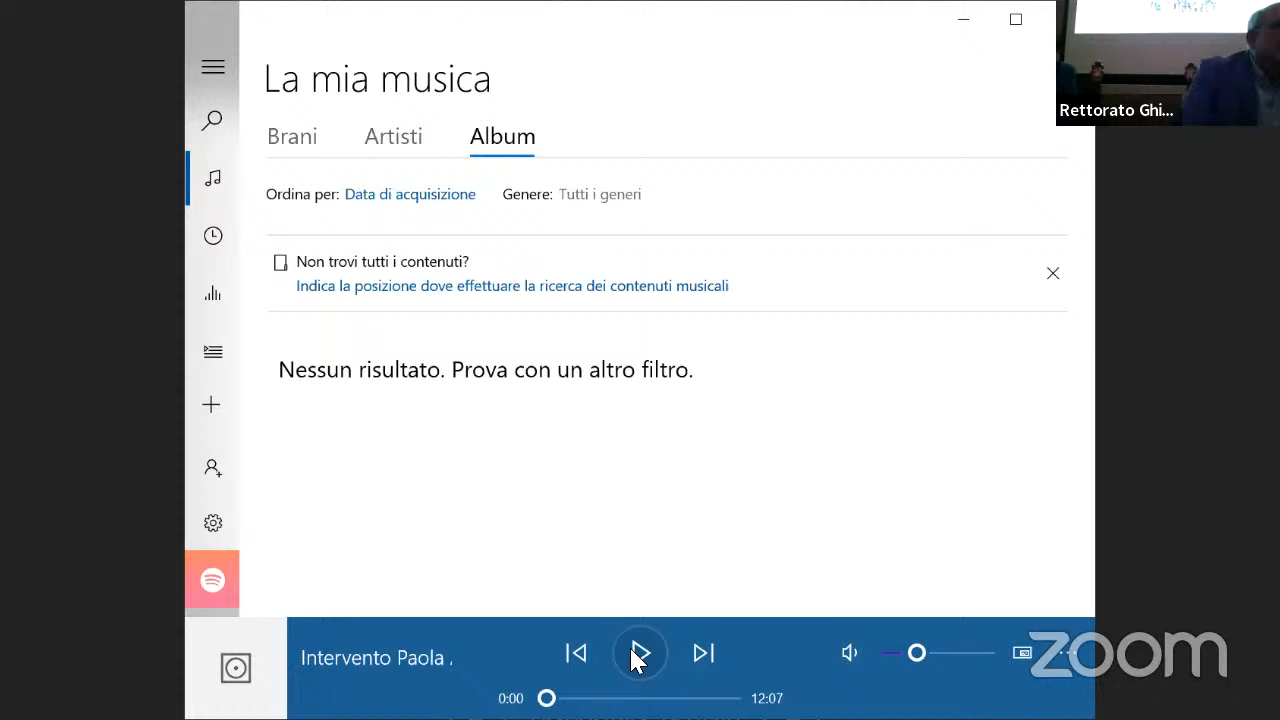 La mia musica
Brani Artisti Album
Ordina per: Data di acquisizione Genere: Tutti i generi
Non trovi tutti i contenuti?
Indica la posizione dove effettuare la ricerca dei contenuti musicali
Nessun risultato. Prova con un altro filtro.
Intervento Paola
0:00 12:07
Rettorato Ghi...
zoom